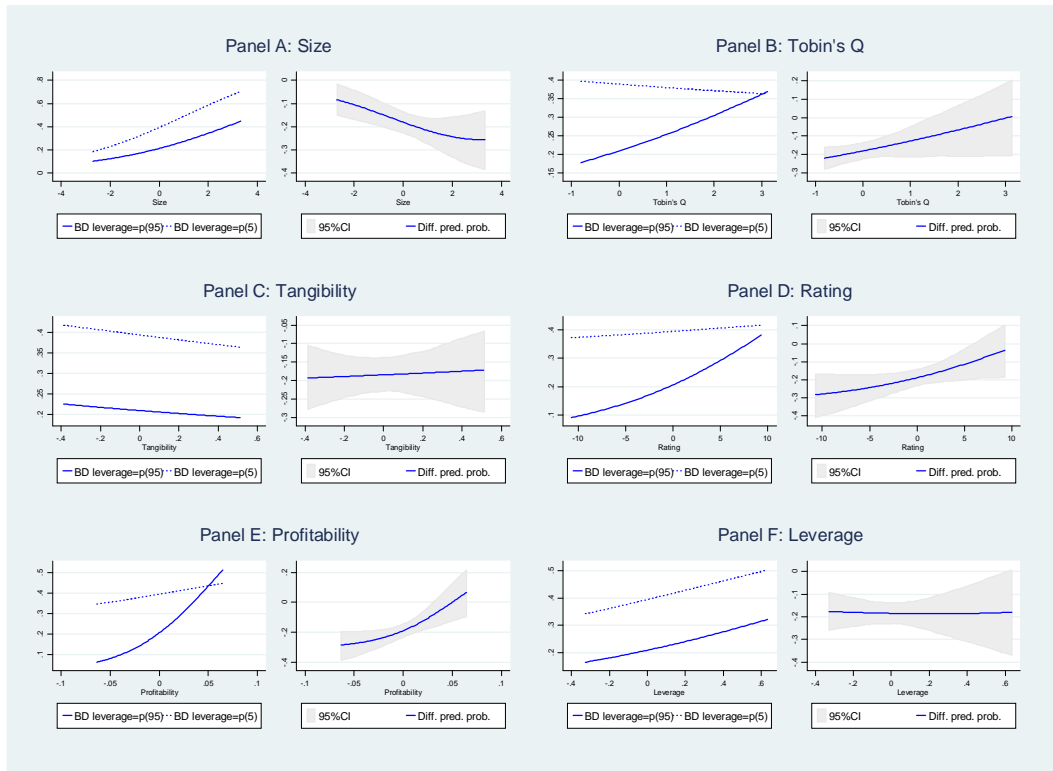 Panel A: Size
.8
.6
.4
.2
0
-4 -2 0 2 4
Size
BD leverage=p(95) BD leverage=p(5)
0
-.1
-.2
-.3
-.4
-4 -2 0 2 4
Size
95%CI Diff. pred. prob.
Panel B: Tobin's Q
.4
.35
.3
.25
.2
.15
-1 0 1 2 3
Tobin's Q
BD leverage=p(95) BD leverage=p(5)
.2
.1
0
-.1
-.2
-.3
-1 0 1 2 3
Tobin's Q
95%CI Diff. pred. prob.
Panel C: Tangibility
.4
.35
.3
.25
.2
-.4 -.2 0 .2 .4 .6
Tangibility
BD leverage=p(95) BD leverage=p(5)
-.05
-.1
-.15
-.2
-.25
-.3
-.4 -.2 0 .2 .4 .6
Tangibility
95%CI Diff. pred. prob.
Panel D: Rating
.4
.3
.2
.1
-10 -5 0 5 10
Rating
BD leverage=p(95) BD leverage=p(5)
.1
0
-.1
-.2
-.3
-.4
-10 -5 0 5 10
Rating
95%CI Diff. pred. prob.
Panel E: Profitability
.5
.4
.3
.2
.1
-.1 -.05 0 .05 .1
Profitability
BD leverage=p(95) BD leverage=p(5)
.2
0
-.2
-.4
-.1 -.05 0 .05 .1
Profitability
95%CI Diff. pred. prob.
Panel F: Leverage
.5
.4
.3
.2
-.4 -.2 0 .2 .4 .6
Leverage
BD leverage=p(95) BD leverage=p(5)
0
-.1
-.2
-.3
-.4
-.4 -.2 0 .2 .4 .6
Leverage
95%CI Diff. pred. prob.